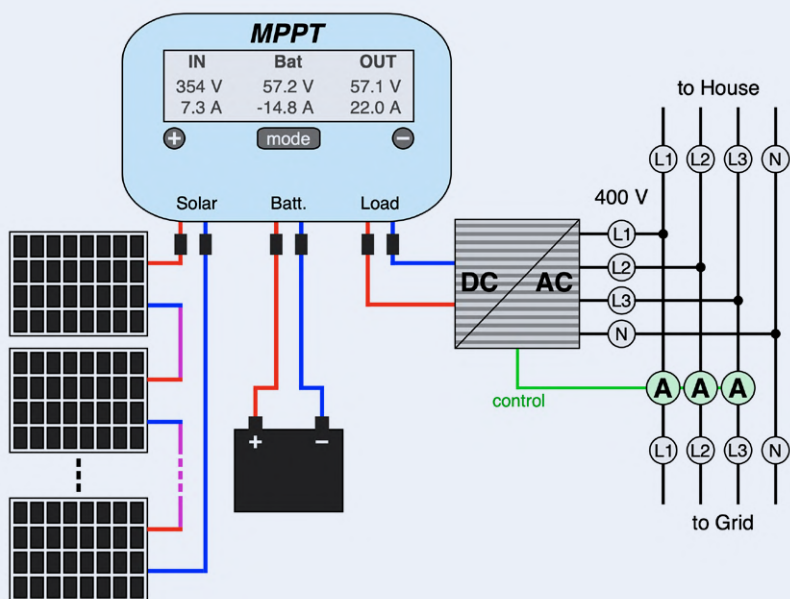 MPPT
IN Bat OUT
354 V 57.2 V 57.1 V
7.3 A -14.8 A 22.0 A
+ mode −
Solar Batt. Load
to House
L1 L2 L3 N
400 V
L1
L2
L3
N
DC AC
control
A A A
+ −
L1 L2 L3 N
to Grid